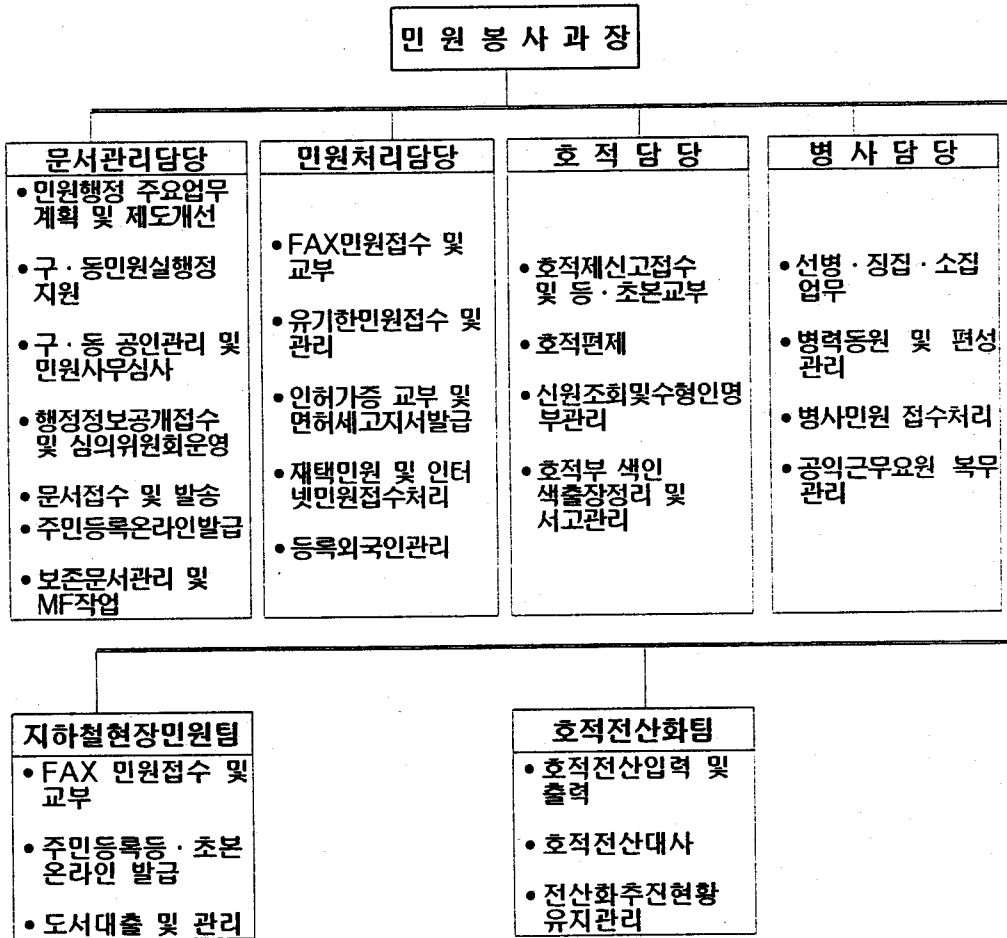 민원봉사과장
문서관리담당
• 민원행정 주요업무
계획 및 제도개선
• 구·동민원실행정
지원
• 구·동 공인관리 및
민원사무심사
• 행정정보공개접수
및 심의위원회운영
• 문서접수 및 발송
• 주민등록온라인발급
• 보존문서관리 및
MF작업
민원처리담당
• FAX민원접수 및
교부
• 유기한민원접수 및
관리
• 인허가증 교부 및
면허세고지서발급
• 재택민원 및 인터
넷민원접수처리
• 등록외국인관리
호적담당
• 호적제신고접수
및 등·초본교부
• 호적편제
• 신원조회및수형인명
부관리
• 호적부 색인
색출장정리 및
서고관리
병사담당
• 선병·징집·소집
업무
• 병력동원 및 편성
관리
• 병사민원 접수처리
• 공익근무요원 복무
관리
지하철현장민원팀
• FAX 민원접수 및
교부
• 주민등록등·초본
온라인 발급
• 도서대출 및 관리
호적전산화팀
• 호적전산입력 및
출력
• 호적전산대사
• 전산화추진현황
유지관리